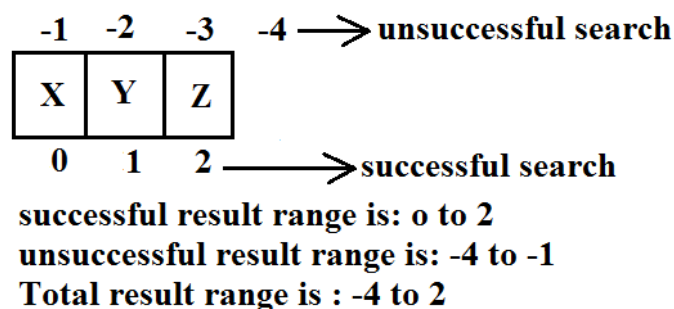 -1 -2 -3 -4 unsuccessful search
X Y Z
0 1 2 successful search
successful result range is: o to 2
unsuccessful result range is: -4 to -1
Total result range is : -4 to 2